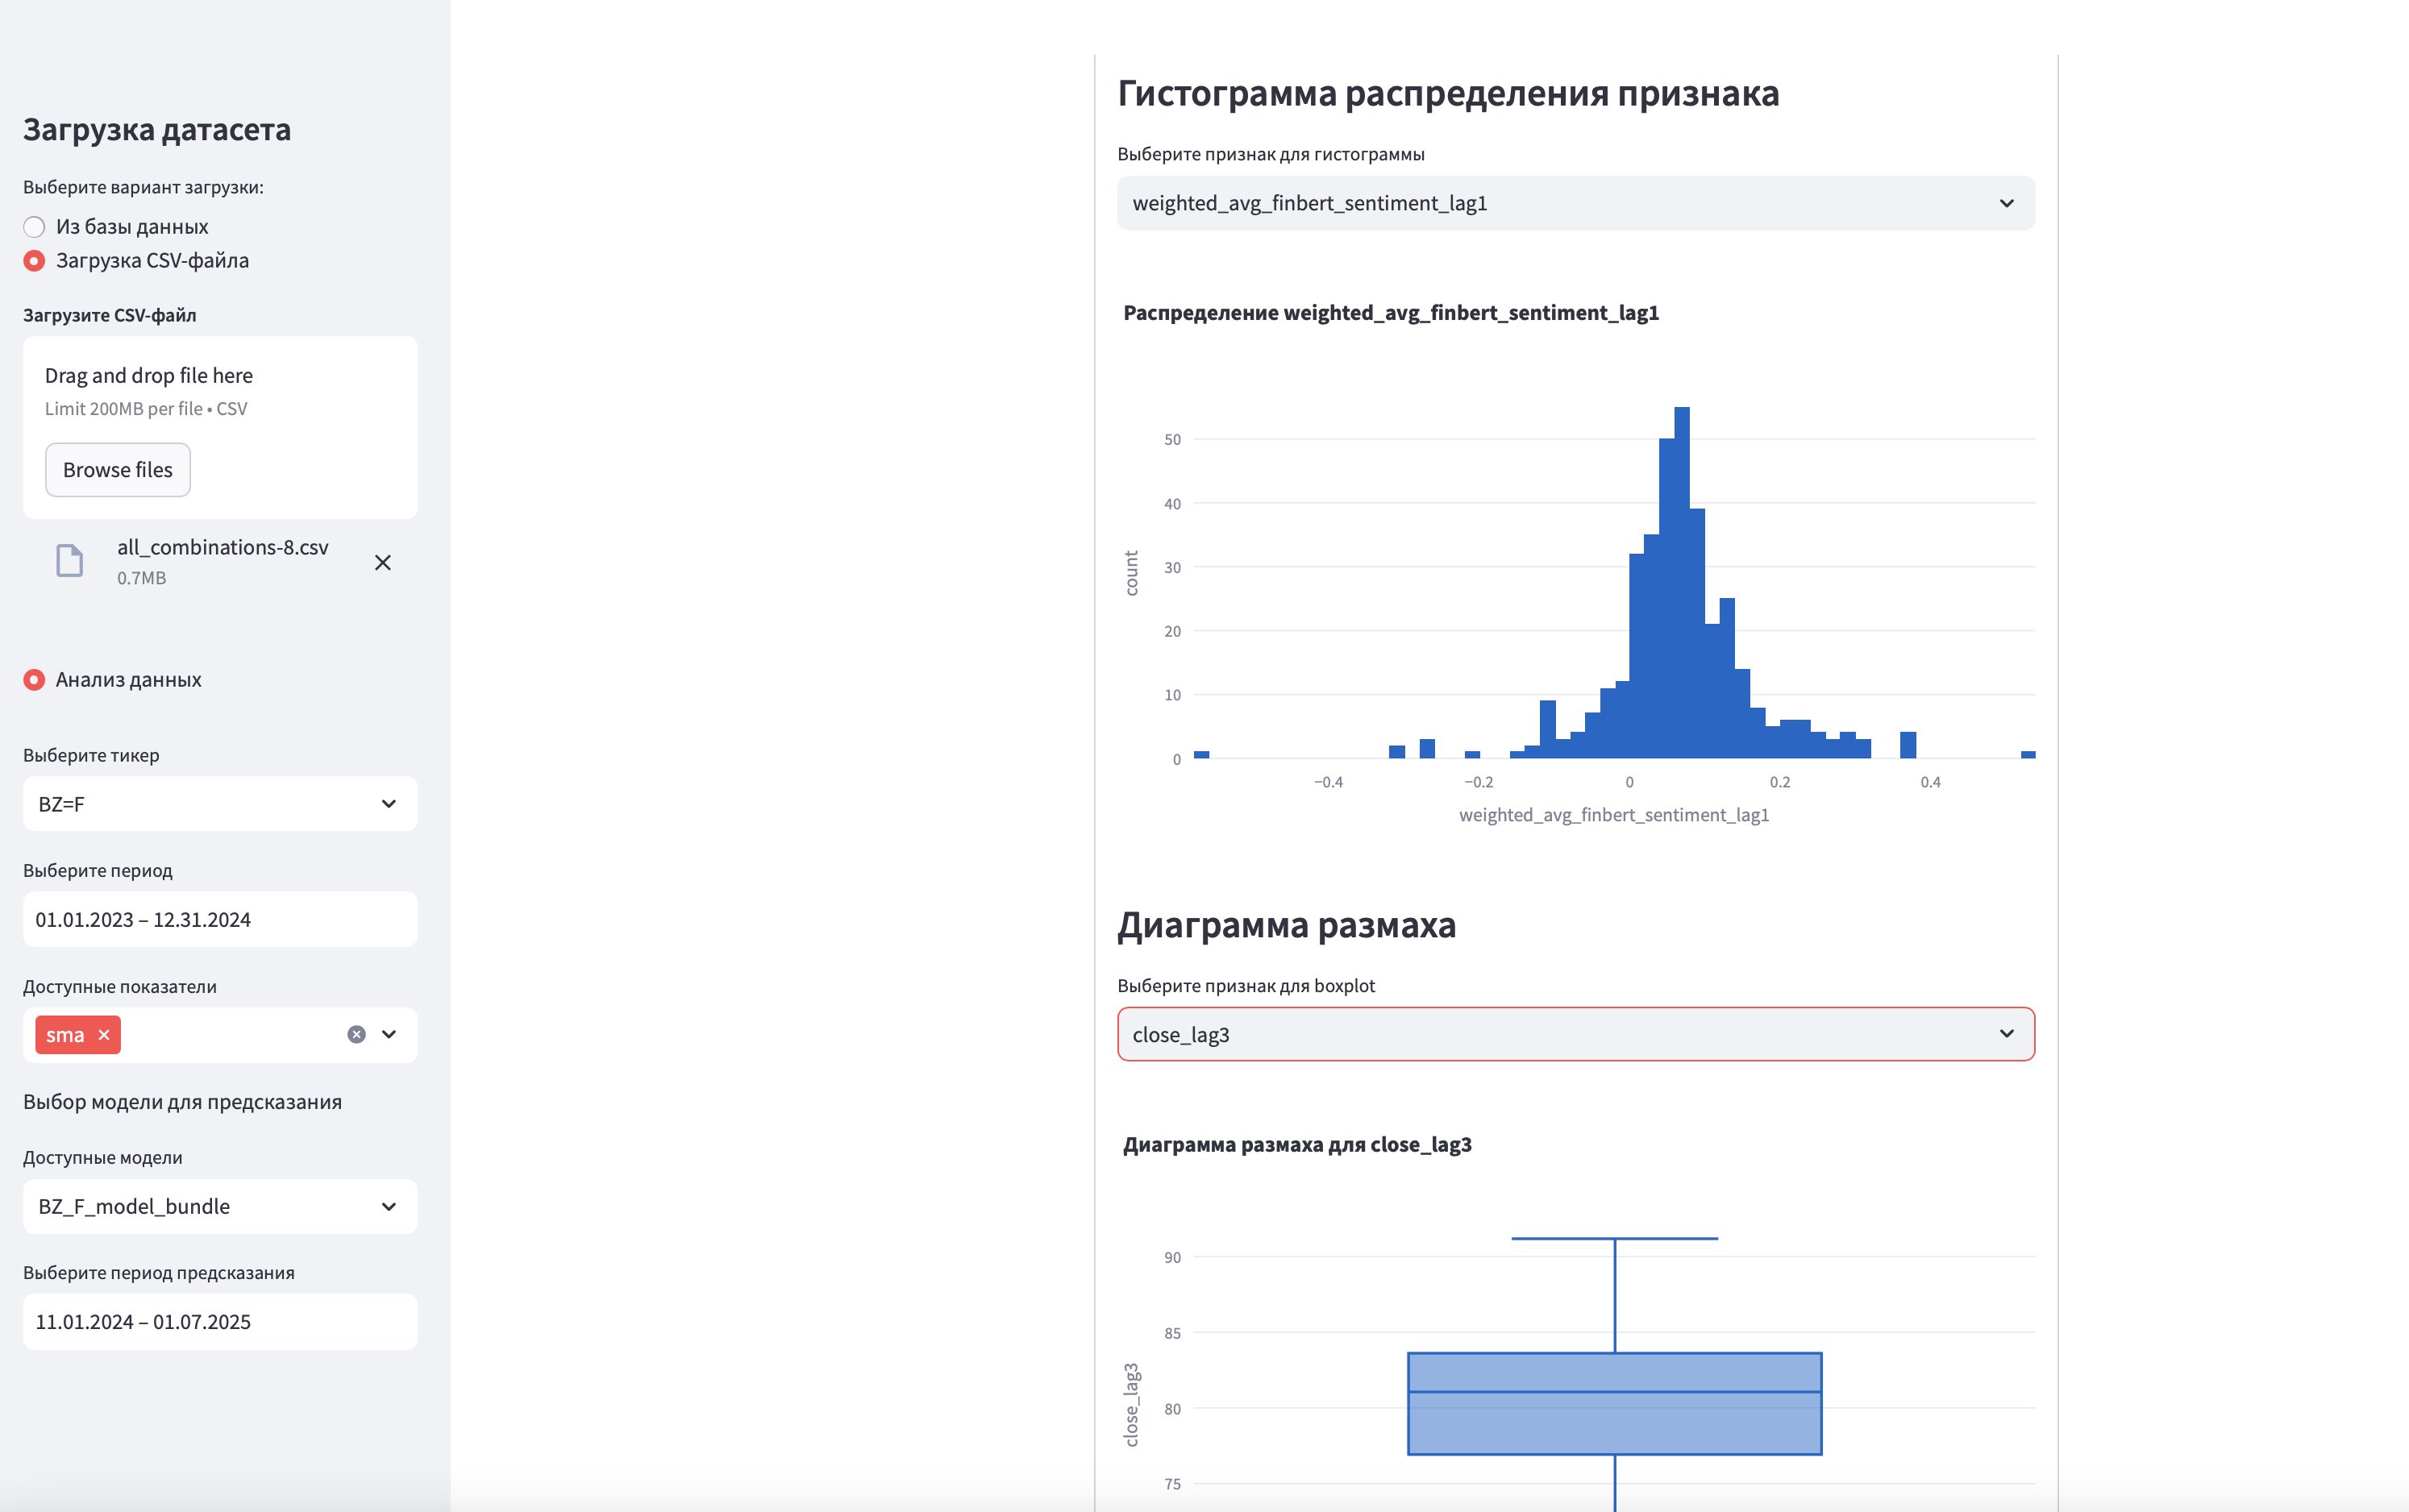 Загрузка датасета
Выберите вариант загрузки:
Из базы данных
Загрузка CSV-файла
Загрузите CSV-файл
Drag and drop file here
Limit 200MB per file • CSV
Browse files
all_combinations-8.csv
0.7MB
Анализ данных
Выберите тикер
BZ=F
Выберите период
01.01.2023 – 12.31.2024
Доступные показатели
sma
Выбор модели для предсказания
Доступные модели
BZ_F_model_bundle
Выберите период предсказания
11.01.2024 – 01.07.2025
Гистограмма распределения признака
Выберите признак для гистограммы
weighted_avg_finbert_sentiment_lag1
Распределение weighted_avg_finbert_sentiment_lag1
50
40
30
20
10
0
count
−0.4 −0.2 0 0.2 0.4
weighted_avg_finbert_sentiment_lag1
Диаграмма размаха
Выберите признак для boxplot
close_lag3
Диаграмма размаха для close_lag3
90
85
80
75
close_lag3